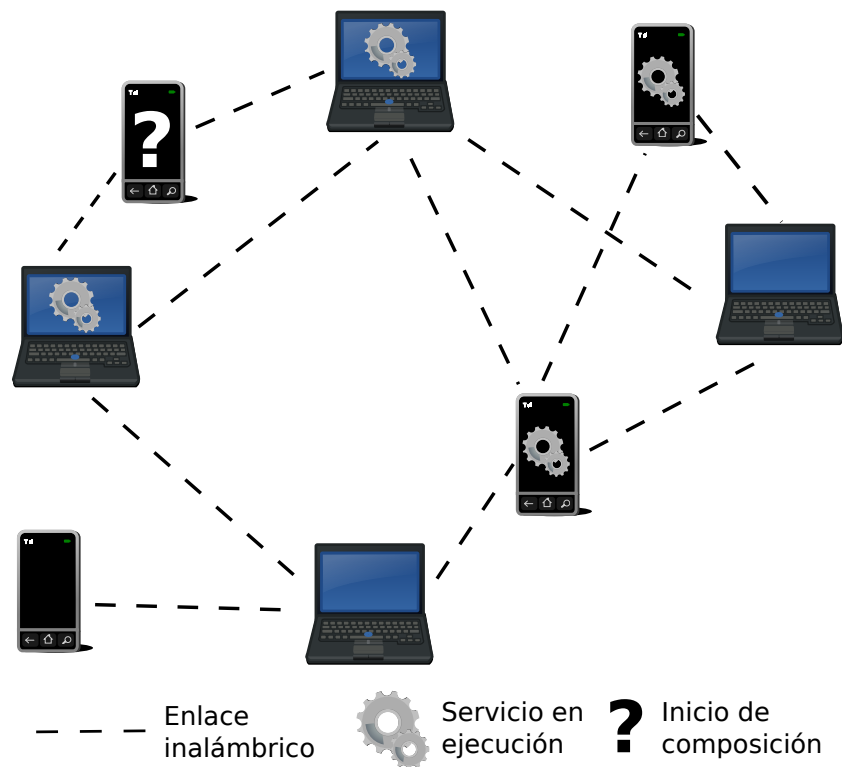 ?
Enlace
inalámbrico
Servicio en
ejecución
?
Inicio de
composición